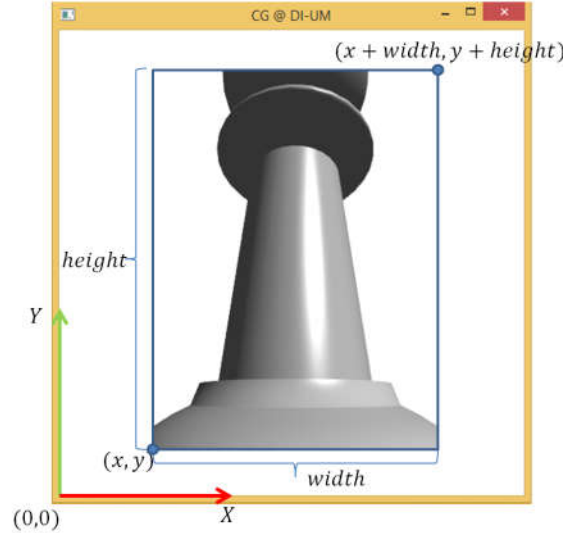 CG @ DI-UM
(x + width, y + height)
height
Y
(x, y)
width
(0,0)
X